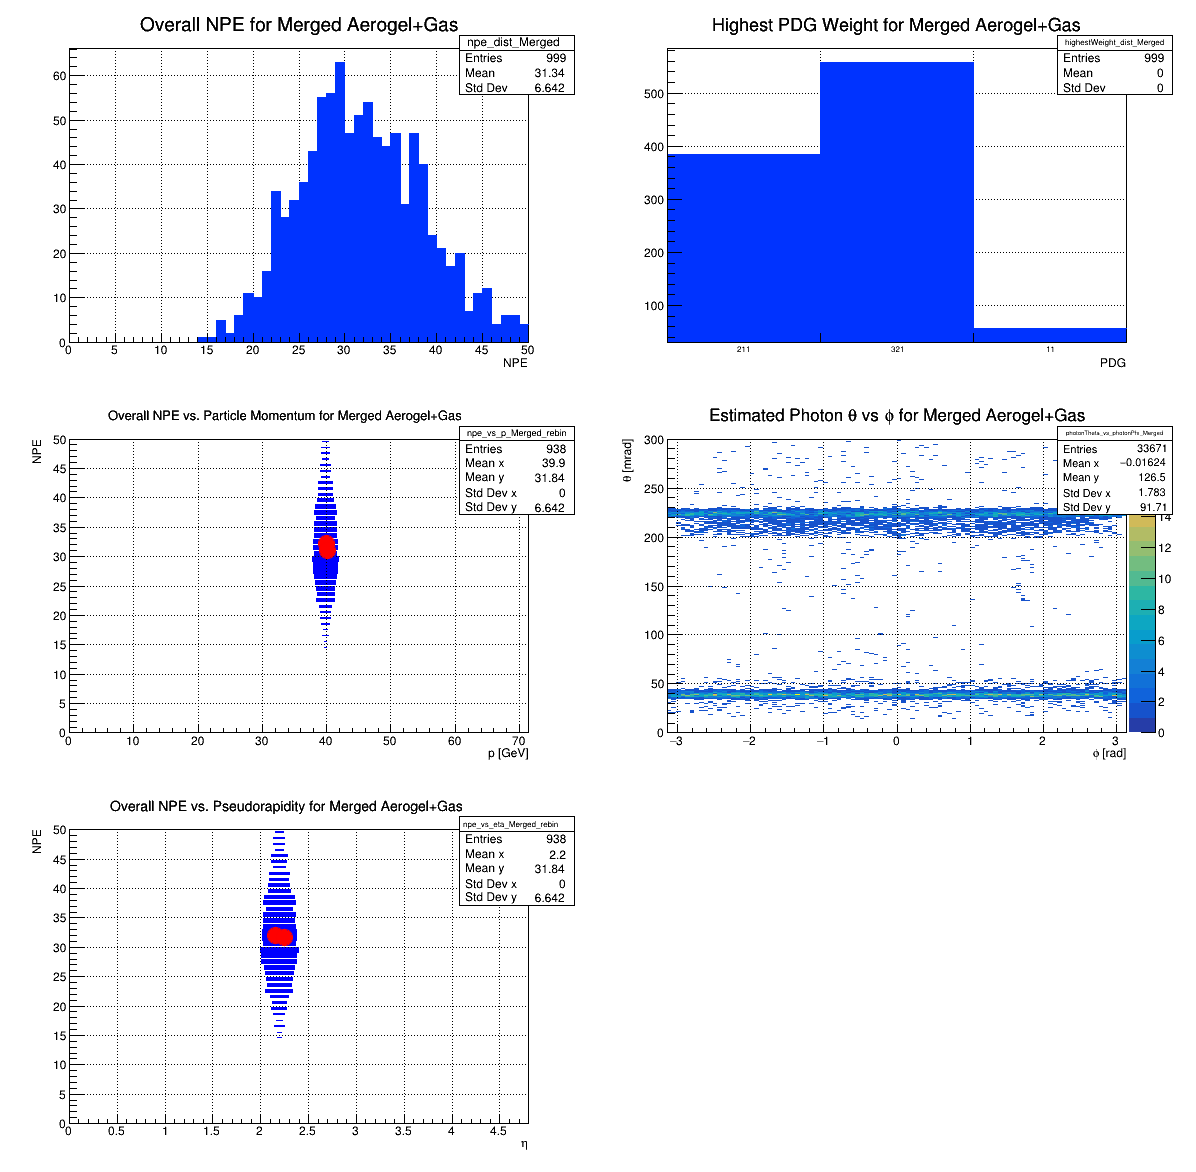 Overall NPE for Merged Aerogel+Gas
npe_dist_Merged
Entries 999
Mean 31.34
Std Dev 6.642
60
50
40
30
20
10
0
0 5 10 15 20 25 30 35 40 45 50
NPE
Highest PDG Weight for Merged Aerogel+Gas
highestWeight_dist_Merged
Entries 999
Mean 0
Std Dev 0
500
400
300
200
100
211 321 11
PDG
Overall NPE vs. Particle Momentum for Merged Aerogel+Gas
NPE
npe_vs_p_Merged_rebin
Entries 938
Mean x 39.9
Mean y 31.84
Std Dev x 0
Std Dev y 6.642
50
45
40
35
30
25
20
15
10
5
0
0 10 20 30 40 50 60 70
p [GeV]
Estimated Photon θ vs ϕ for Merged Aerogel+Gas
θ [mrad]
photonTheta_vs_photonPhi_Merged
Entries 33671
Mean x −0.01624
Mean y 126.5
Std Dev x 1.783
Std Dev y 91.71
300
250
200
150
100
50
0
14
12
10
8
6
4
2
0
−3 −2 −1 0 1 2 3
ϕ [rad]
Overall NPE vs. Pseudorapidity for Merged Aerogel+Gas
NPE
npe_vs_eta_Merged_rebin
Entries 938
Mean x 2.2
Mean y 31.84
Std Dev x 0
Std Dev y 6.642
50
45
40
35
30
25
20
15
10
5
0
0 0.5 1 1.5 2 2.5 3 3.5 4 4.5
η